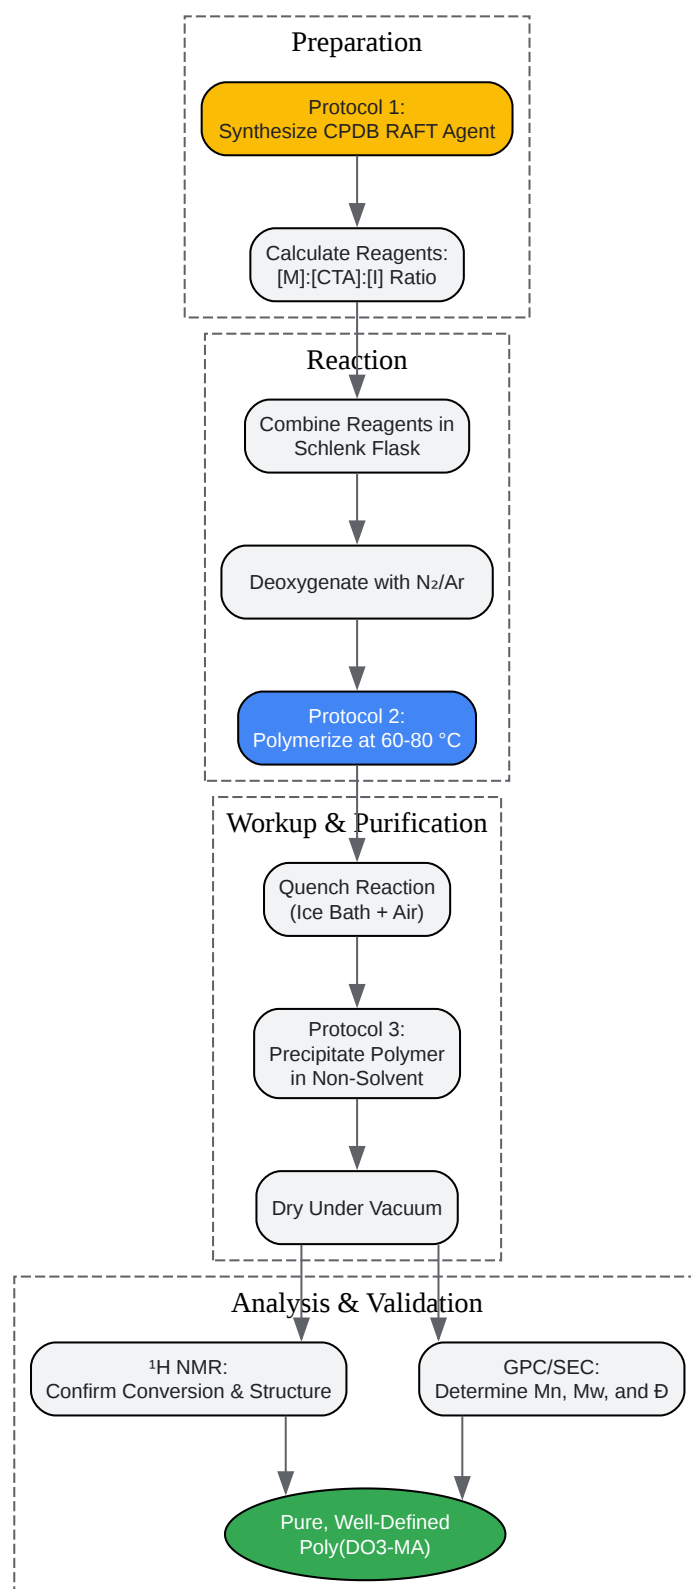 Preparation
Protocol 1:
Synthesize CPDB RAFT Agent
Calculate Reagents:
[M]:[CTA]:[I] Ratio
Reaction
Combine Reagents in
Schlenk Flask
Deoxygenate with N₂/Ar
Protocol 2:
Polymerize at 60-80 °C
Workup & Purification
Quench Reaction
(Ice Bath + Air)
Protocol 3:
Precipitate Polymer
in Non-Solvent
Dry Under Vacuum
Analysis & Validation
¹H NMR:
Confirm Conversion & Structure
GPC/SEC:
Determine Mn, Mw, and Đ
Pure, Well-Defined
Poly(DO3-MA)